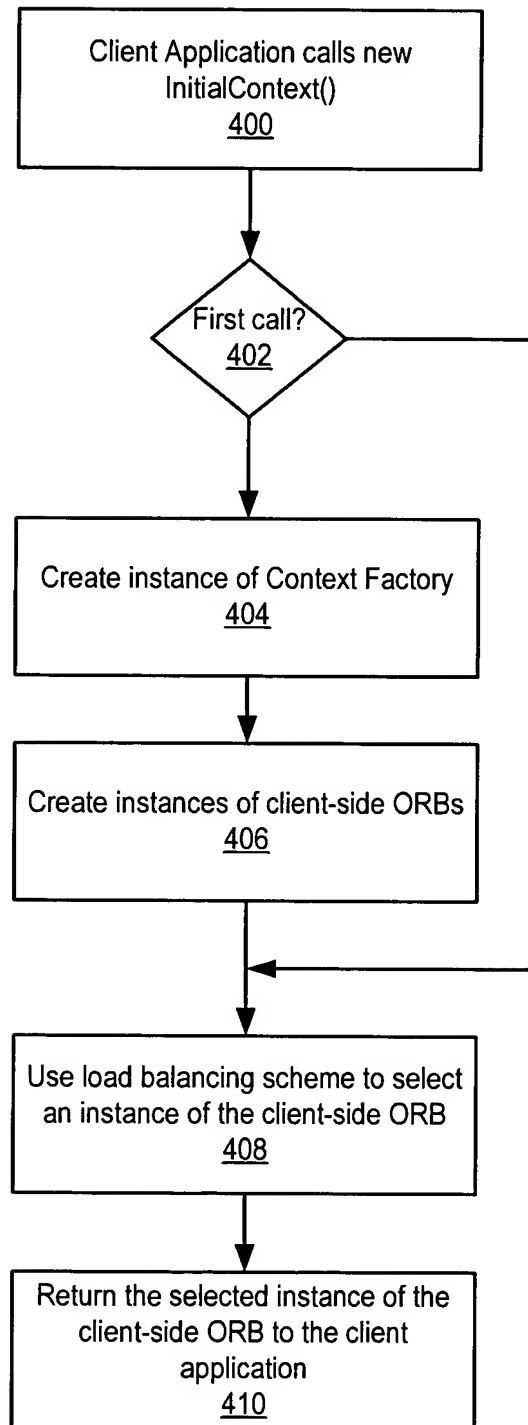 Client Application calls new
InitialContext()
400
First call?
402
Create instance of Context Factory
404
Create instances of client-side ORBs
406
Use load balancing scheme to select
an instance of the client-side ORB
408
Return the selected instance of the
client-side ORB to the client
application
410